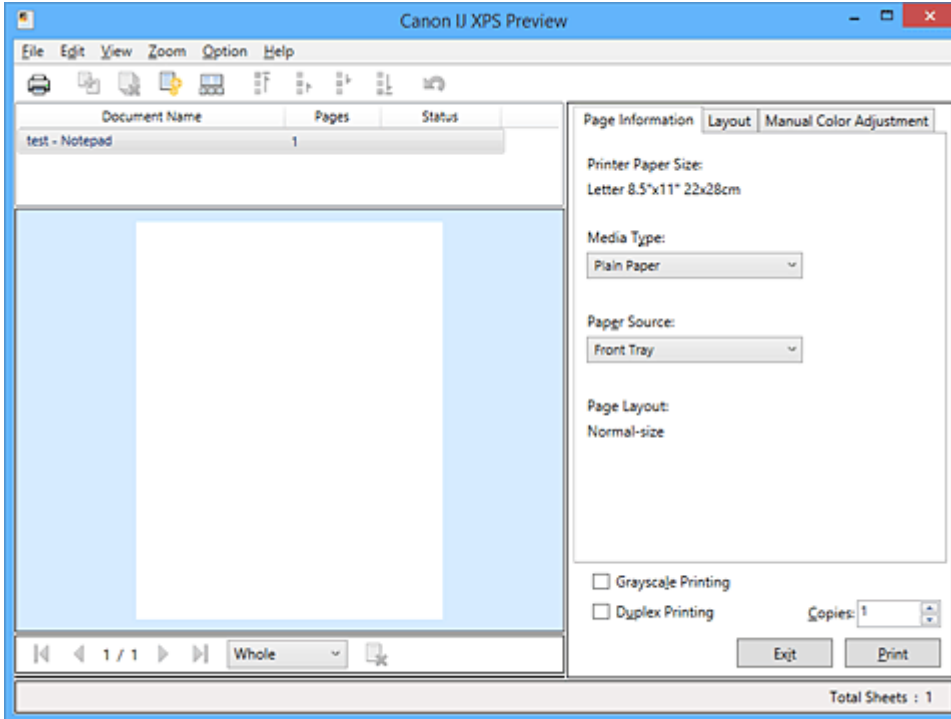 Canon IJ XPS Preview
File Edit View Zoom Option Help
Document Name Pages Status
test - Notepad 1
Page Information Layout Manual Color Adjustment
Printer Paper Size:
Letter 8.5"x11" 22x28cm
Media Type:
Plain Paper
Paper Source:
Front Tray
Page Layout:
Normal-size
Grayscale Printing
Duplex Printing Copies: 1
1 / 1 Whole
Exit Print
Total Sheets : 1